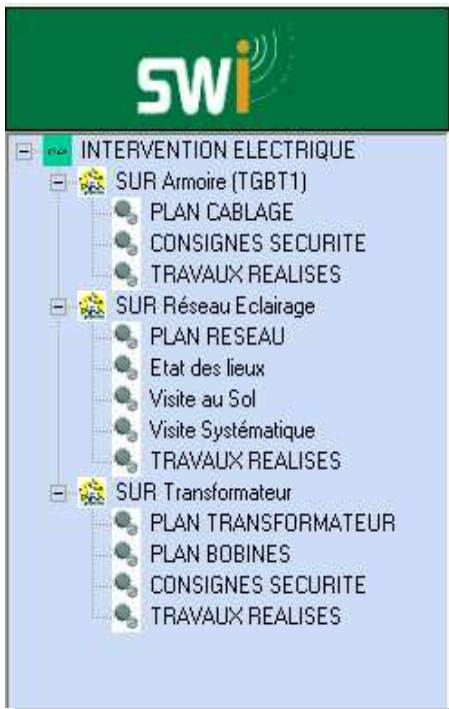 SWi
INTERVENTION ELECTRIQUE
SUR Armoire (TGBT1)
PLAN CABLAGE
CONSIGNES SECURITE
TRAVAUX REALISES
SUR Réseau Eclairage
PLAN RESEAU
Etat des lieux
Visite au Sol
Visite Systématique
TRAVAUX REALISES
SUR Transformateur
PLAN TRANSFORMATEUR
PLAN BOBINES
CONSIGNES SECURITE
TRAVAUX REALISES